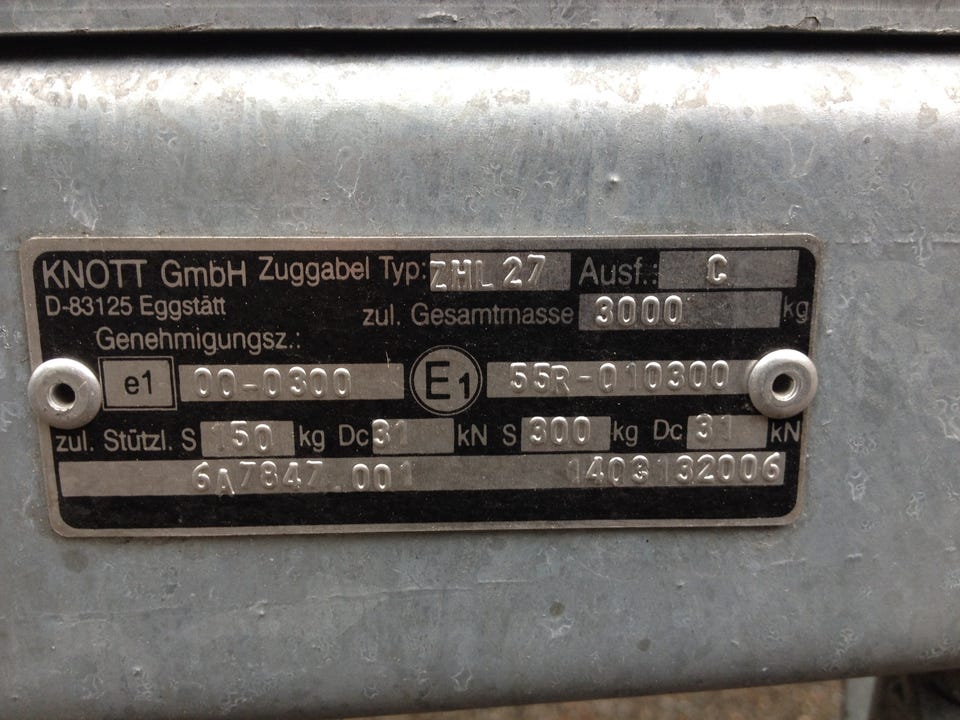 KNOTT GmbH Zuggabel Typ: ZHL 27 Ausf.: C
D-83125 Eggstätt zul. Gesamtmasse 3000 kg
Genehmigungsz.:
e1 00-0300 E1 55R-010300
zul. Stützl. S 150 kg Dc 31 kN S 300 kg Dc 31 kN
6A7847.001 1403132006